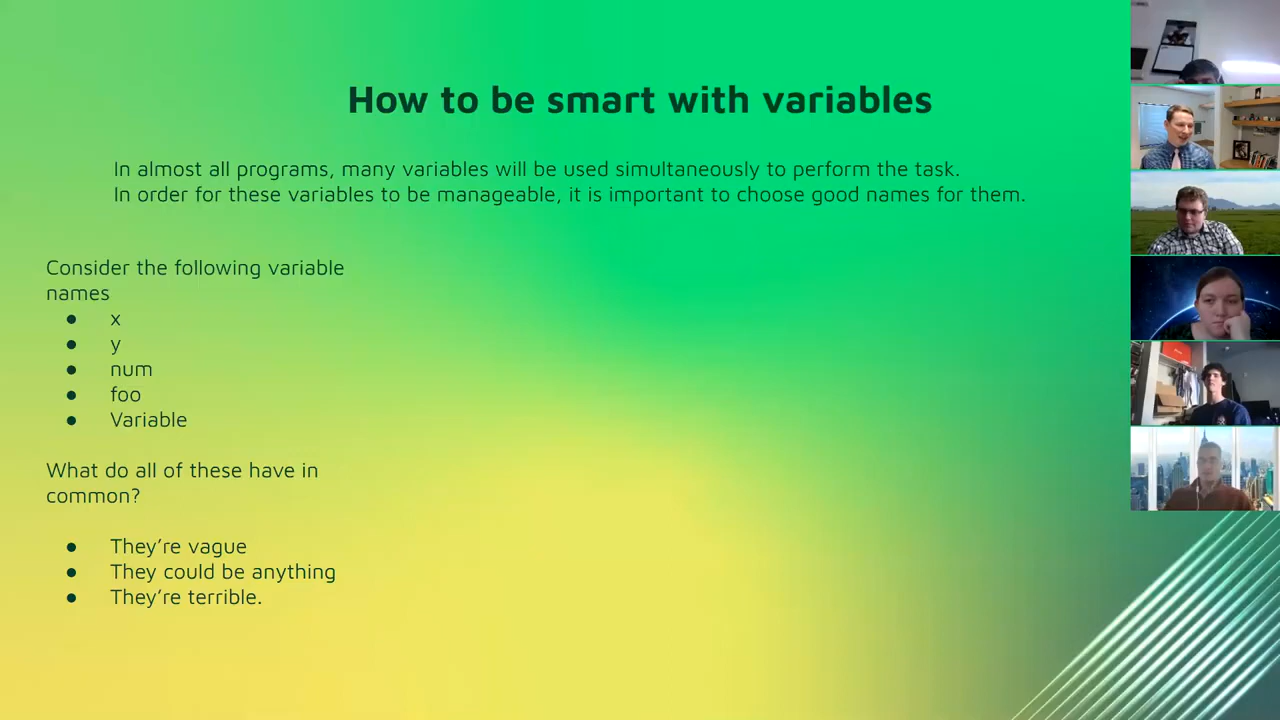 How to be smart with variables
In almost all programs, many variables will be used simultaneously to perform the task.
In order for these variables to be manageable, it is important to choose good names for them.
Consider the following variable
names
● x
● y
● num
● foo
● Variable
What do all of these have in
common?
● They’re vague
● They could be anything
● They’re terrible.